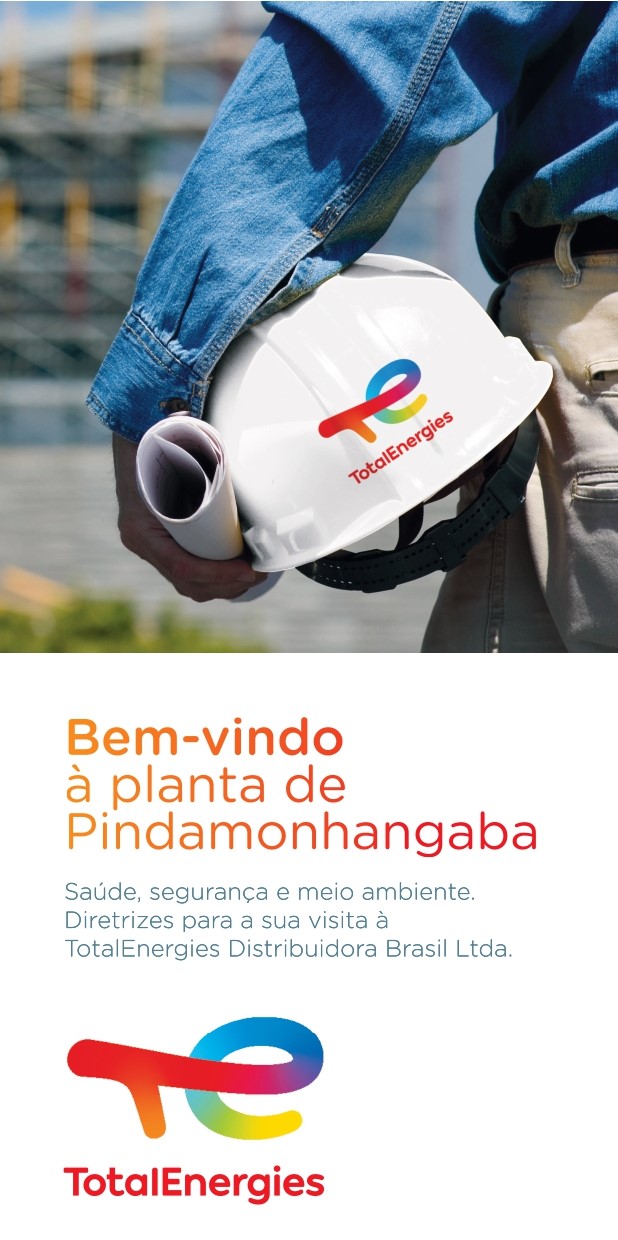 TotalEnergies
Bem-vindo
à planta de
Pindamonhangaba
Saúde, segurança e meio ambiente.
Diretrizes para a sua visita à
TotalEnergies Distribuidora Brasil Ltda.
TotalEnergies